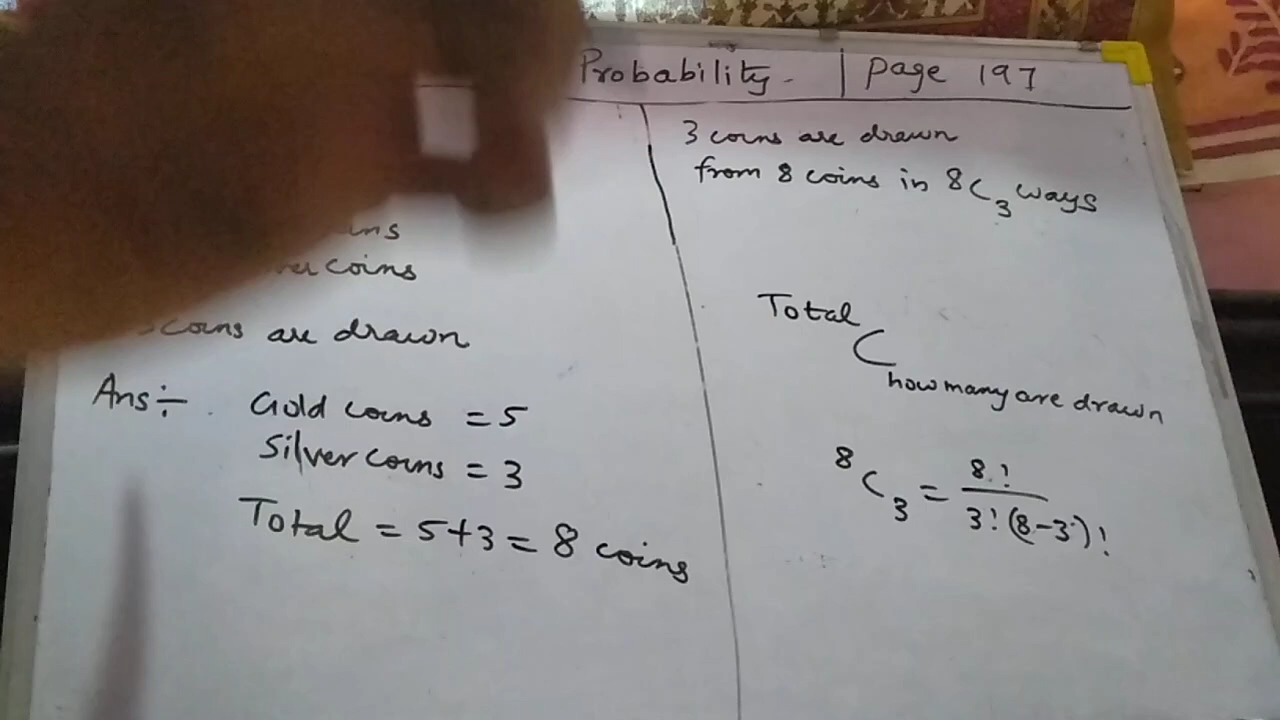 Probability - | Page 197
coins
coins are drawn
Ans ÷ Gold coins = 5
Silver coins = 3
Total = 5+3 = 8 coins
3 coins are drawn
from 8 coins in 8C3 ways
Total C how many are drawn
8C3 = 8! / 3!(8-3)!